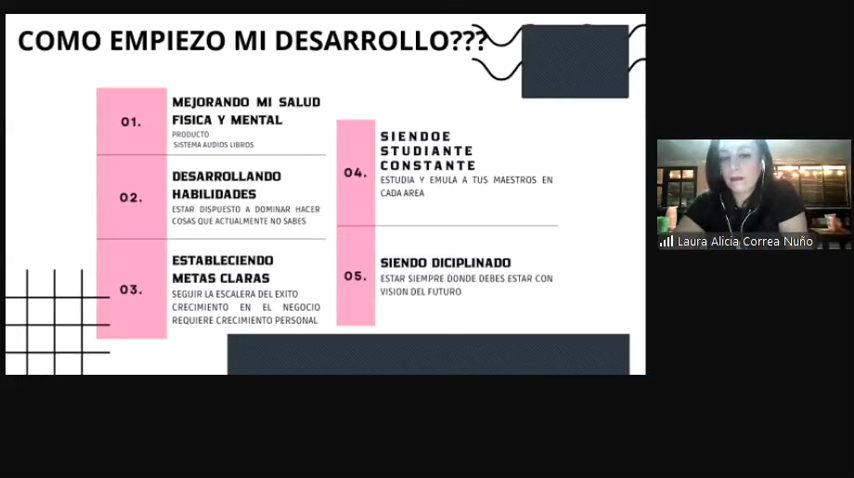 COMO EMPIEZO MI DESARROLLO???
01.
MEJORANDO MI SALUD
FISICA Y MENTAL
PRODUCTO
SISTEMA AUDIOS LIBROS
02.
DESARROLLANDO
HABILIDADES
ESTAR DISPUESTO A DOMINAR HACER
COSAS QUE ACTUALMENTE NO SABES
03.
ESTABLECIENDO
METAS CLARAS
SEGUIR LA ESCALERA DEL EXITO
CRECIMIENTO EN EL NEGOCIO
REQUIERE CRECIMIENTO PERSONAL
04.
SIENDOE
STUDIANTE
CONSTANTE
ESTUDIA Y EMULA A TUS MAESTROS EN
CADA AREA
05.
SIENDO DICIPLINADO
ESTAR SIEMPRE DONDE DEBES ESTAR CON
VISION DEL FUTURO
Laura Alicia Correa Nuño